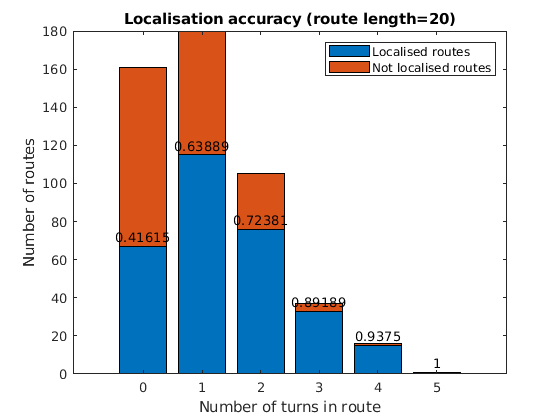 Localisation accuracy (route length=20)
Number of routes
180
160
140
120
100
80
60
40
20
0
Localised routes
Not localised routes
0.41615
0.63889
0.72381
0.89189
0.9375
1
0 1 2 3 4 5
Number of turns in route